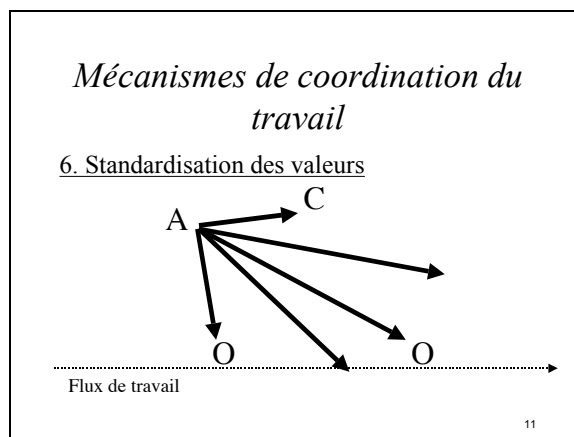 Mécanismes de coordination du
travail
6. Standardisation des valeurs
C
A
O
O
Flux de travail
11